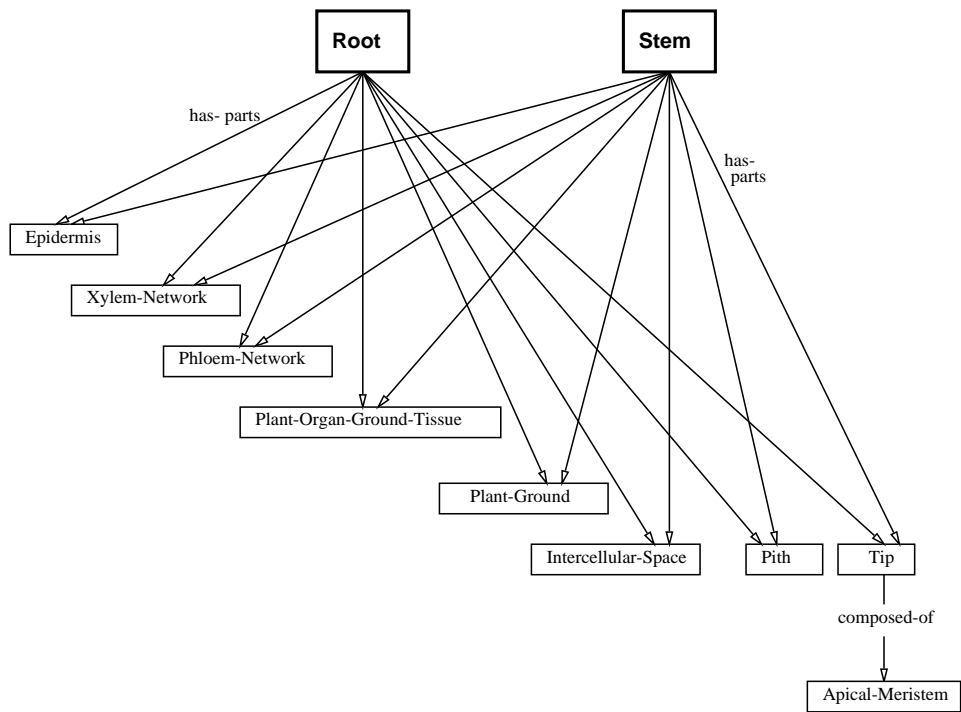 Root
Stem
has- parts
has-
parts
Epidermis
Xylem-Network
Phloem-Network
Plant-Organ-Ground-Tissue
Plant-Ground
Intercellular-Space
Pith
Tip
composed-of
Apical-Meristem